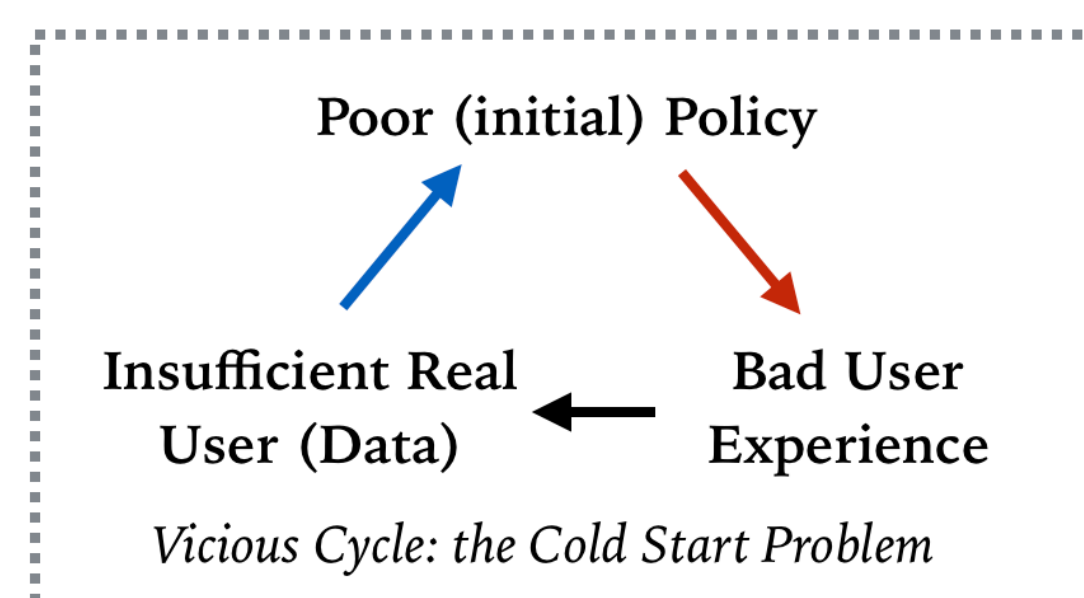 Poor (initial) Policy
Insufficient Real
User (Data)
Bad User
Experience
Vicious Cycle: the Cold Start Problem